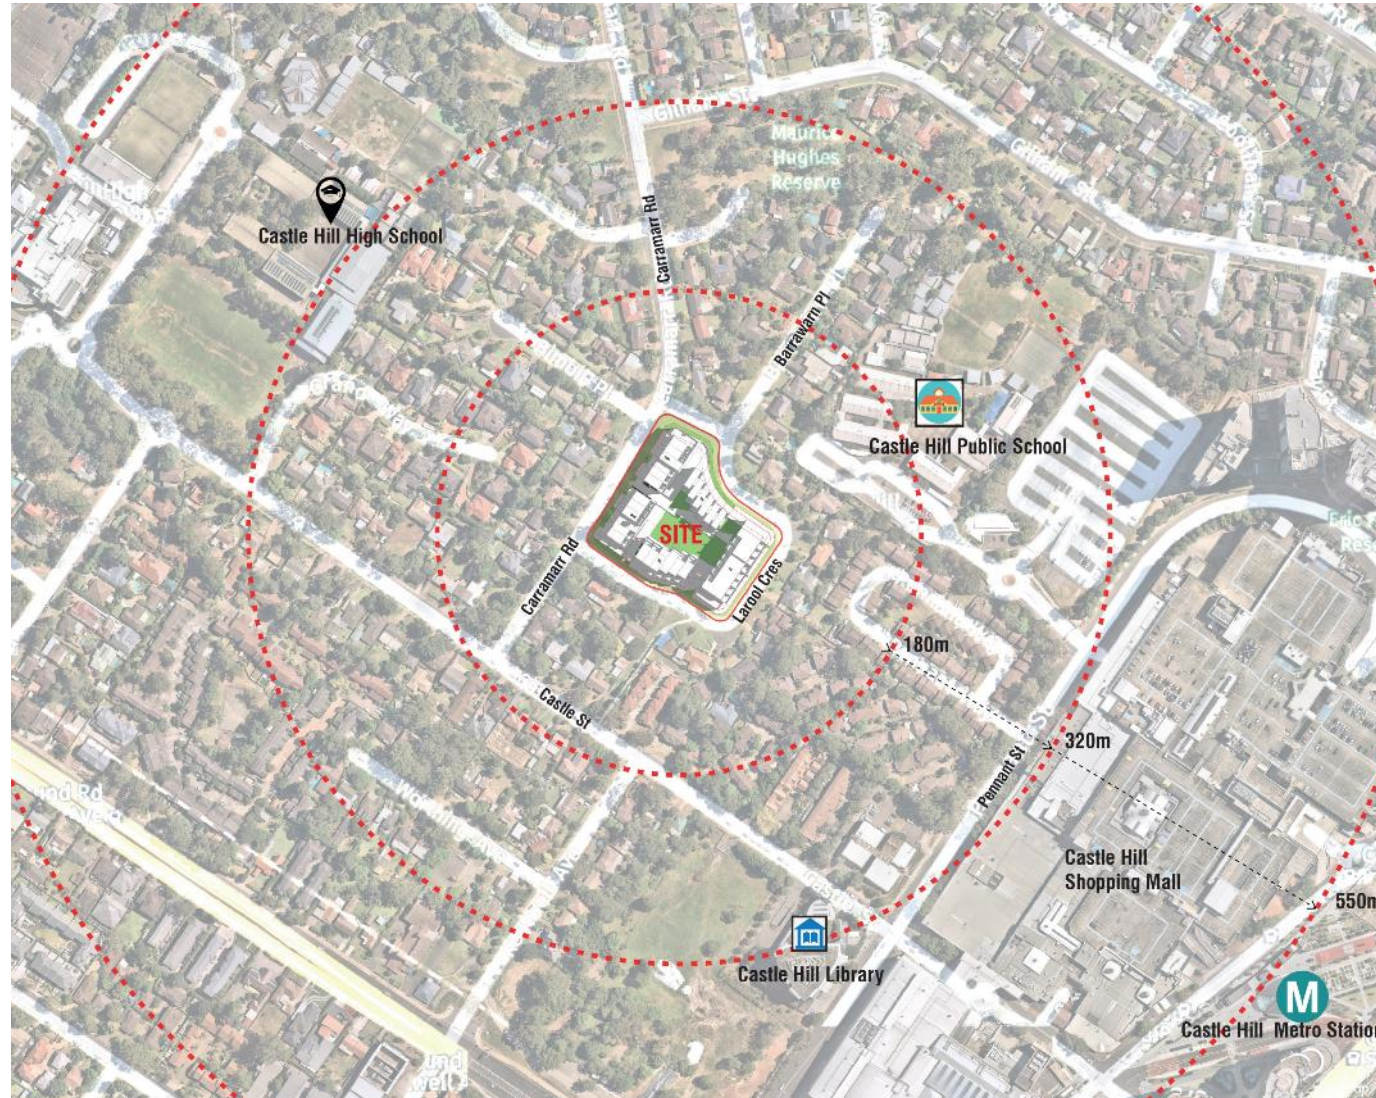 Gilham St
Maurice
Hughes
Reserve
Gilham St
Castle Hill High School
Carramarr Rd
Barrawarn Pl
Castle Hill Public School
SITE
Carramarr Rd
Larool Cres
180m
Castle St
320m
Pennant St
Castle Hill
Shopping Mall
550m
Castle Hill Library
M
Castle Hill Metro Station